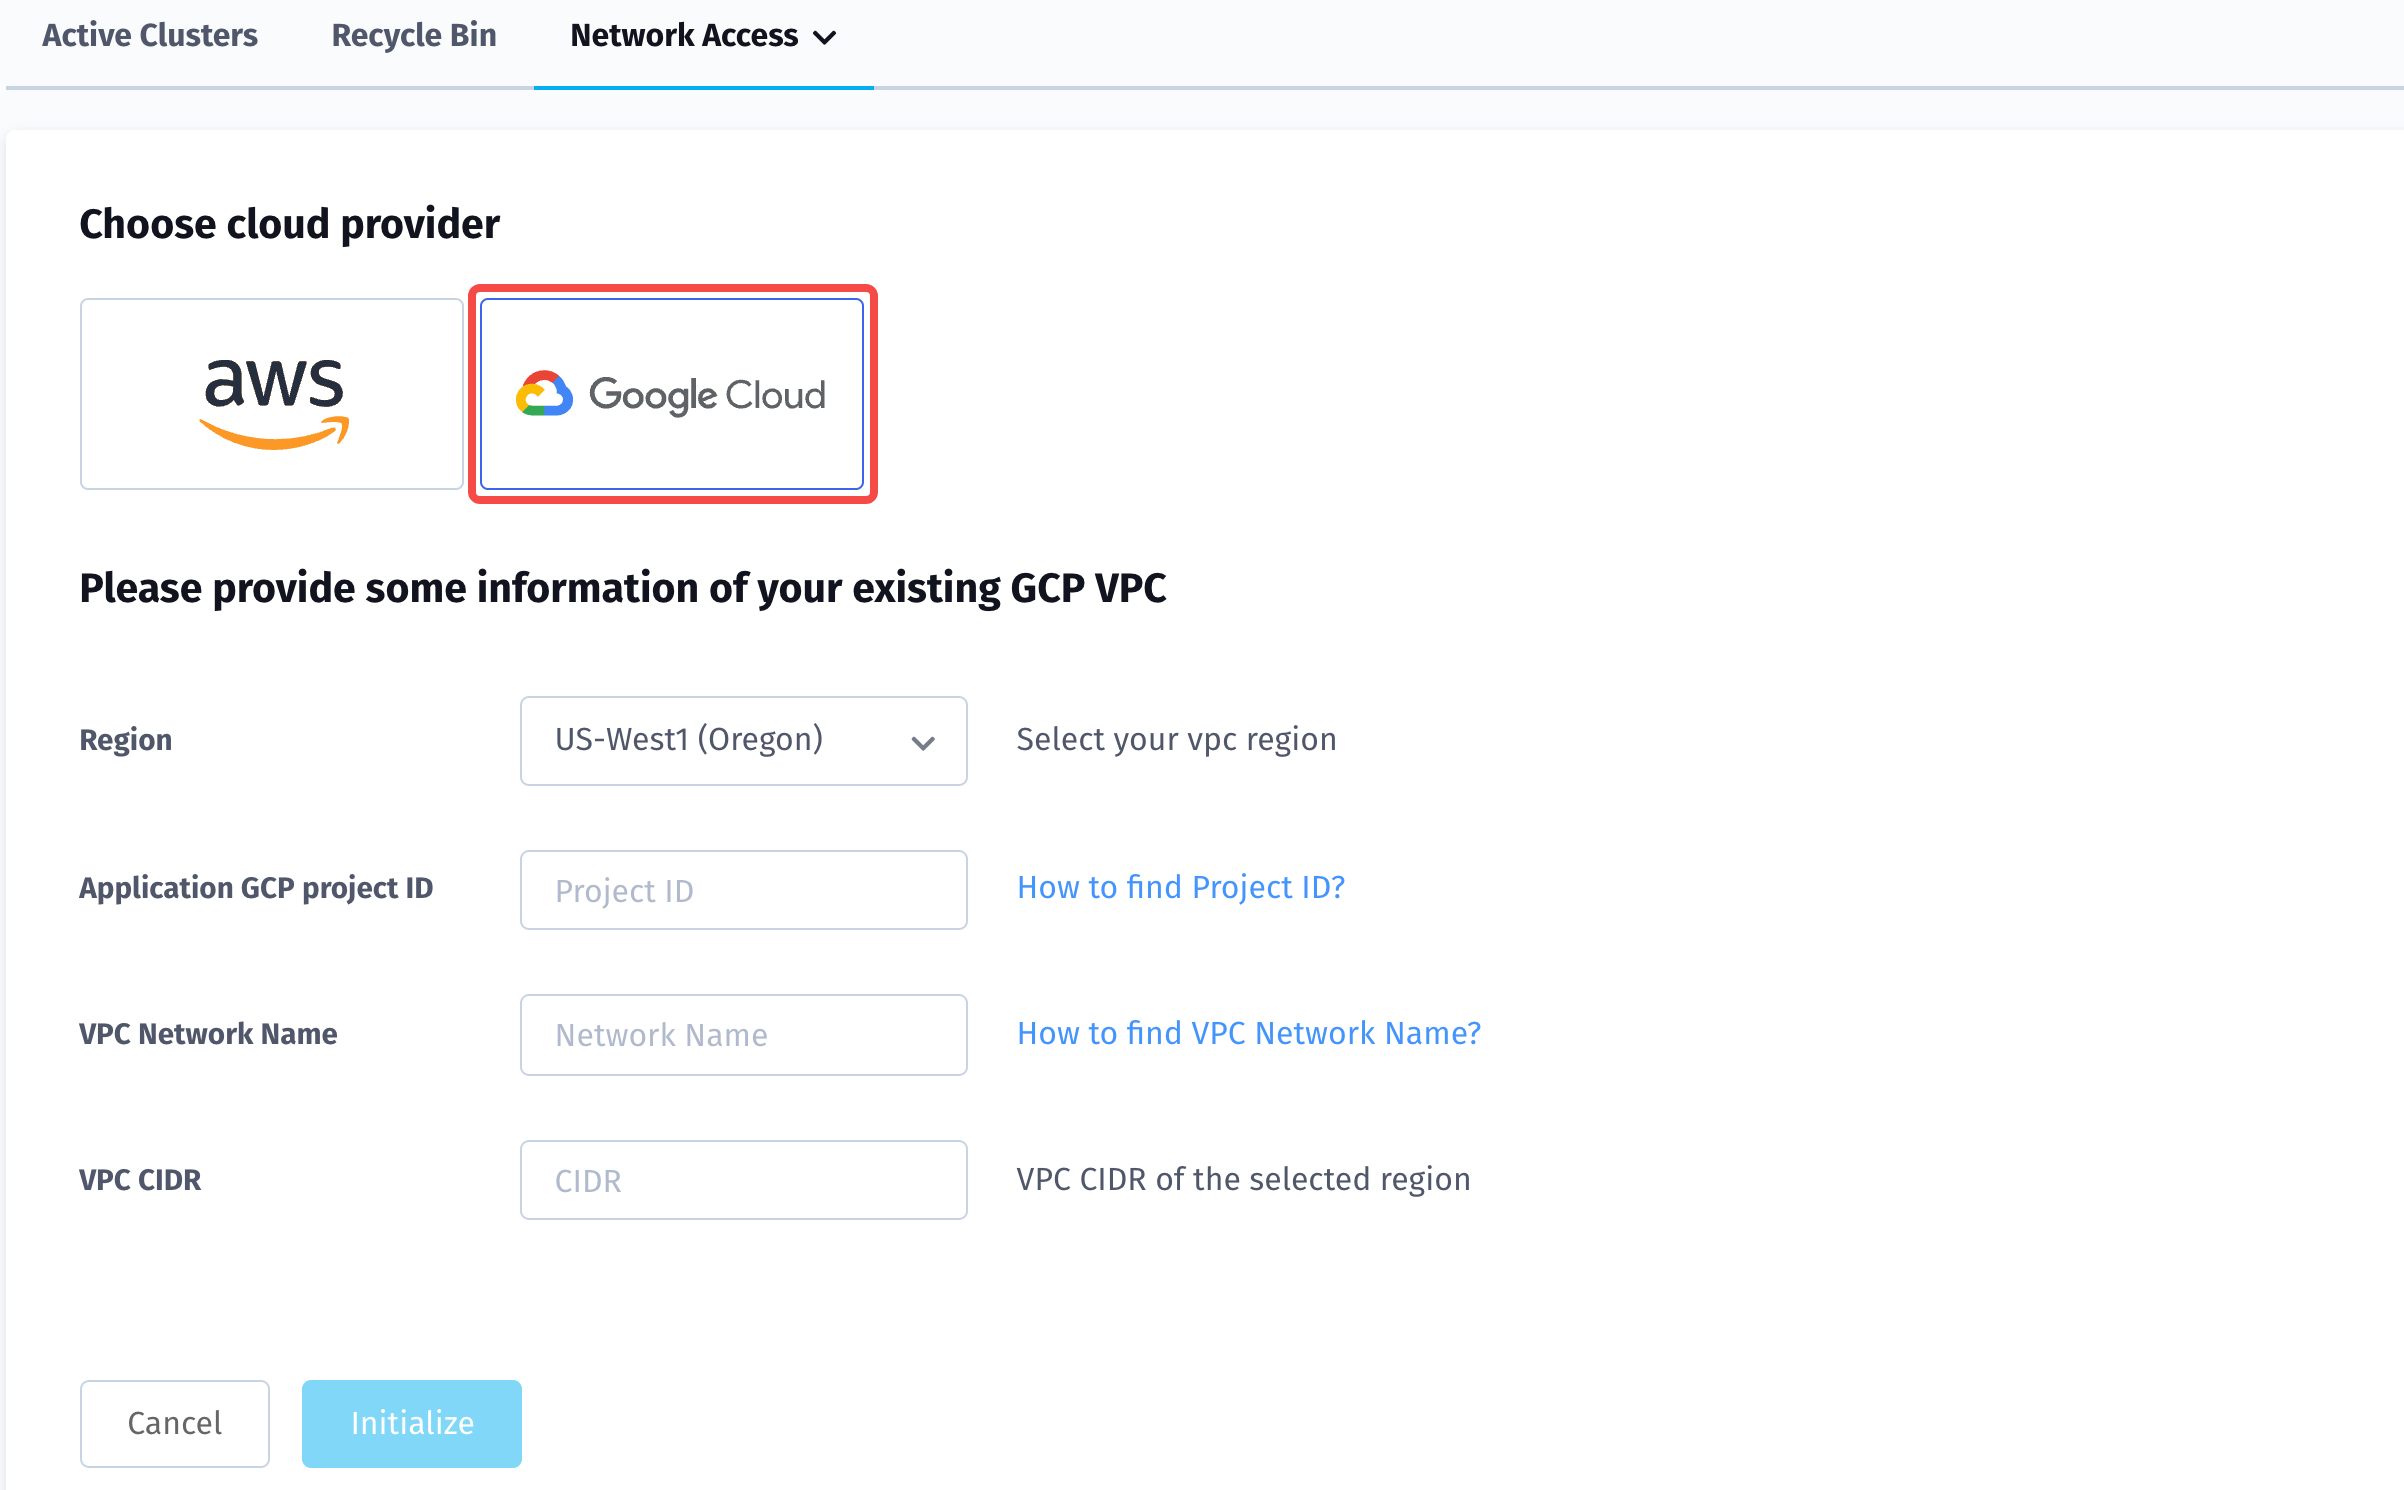 Active Clusters Recycle Bin Network Access
Choose cloud provider
aws Google Cloud
Please provide some information of your existing GCP VPC
Region US-West1 (Oregon) Select your vpc region
Application GCP project ID Project ID How to find Project ID?
VPC Network Name Network Name How to find VPC Network Name?
VPC CIDR CIDR VPC CIDR of the selected region
Cancel Initialize